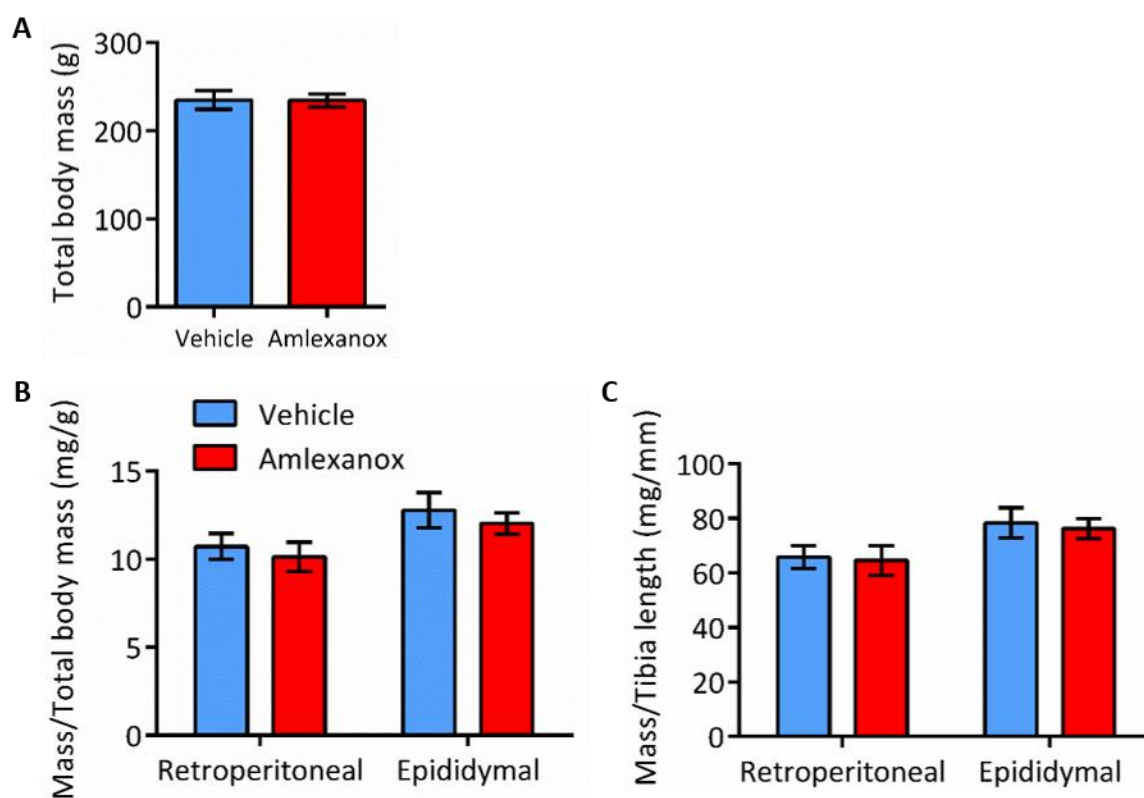 A
Total body mass (g)
300
200
100
0
Vehicle Amlexanox
B
Mass/Total body mass (mg/g)
Vehicle
Amlexanox
15
10
5
0
Retroperitoneal Epididymal
C
Mass/Tibia length (mg/mm)
100
80
60
40
20
0
Retroperitoneal Epididymal